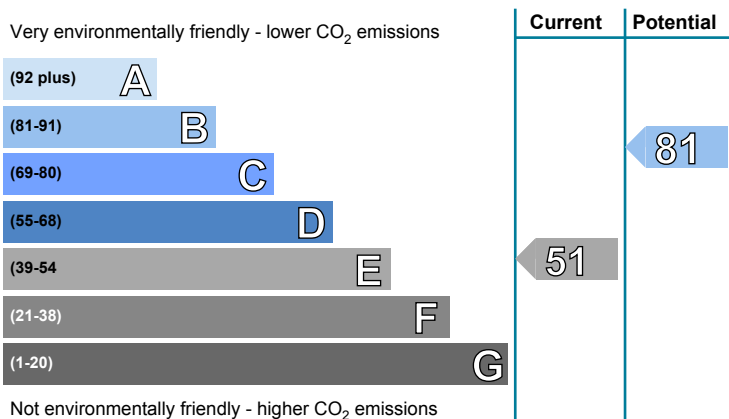 Very environmentally friendly - lower CO2 emissions
Current
Potential
(92 plus) A
(81-91) B
(69-80) C
(55-68) D
(39-54 E
(21-38) F
(1-20) G
81
51
Not environmentally friendly - higher CO2 emissions